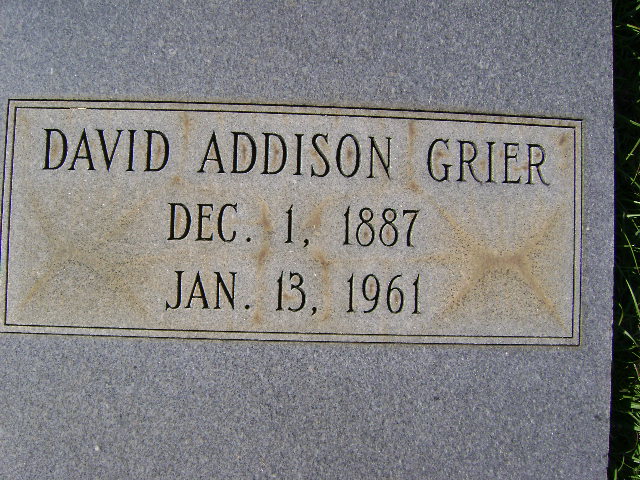 DAVID ADDISON GRIER
DEC. 1, 1887
JAN. 13, 1961